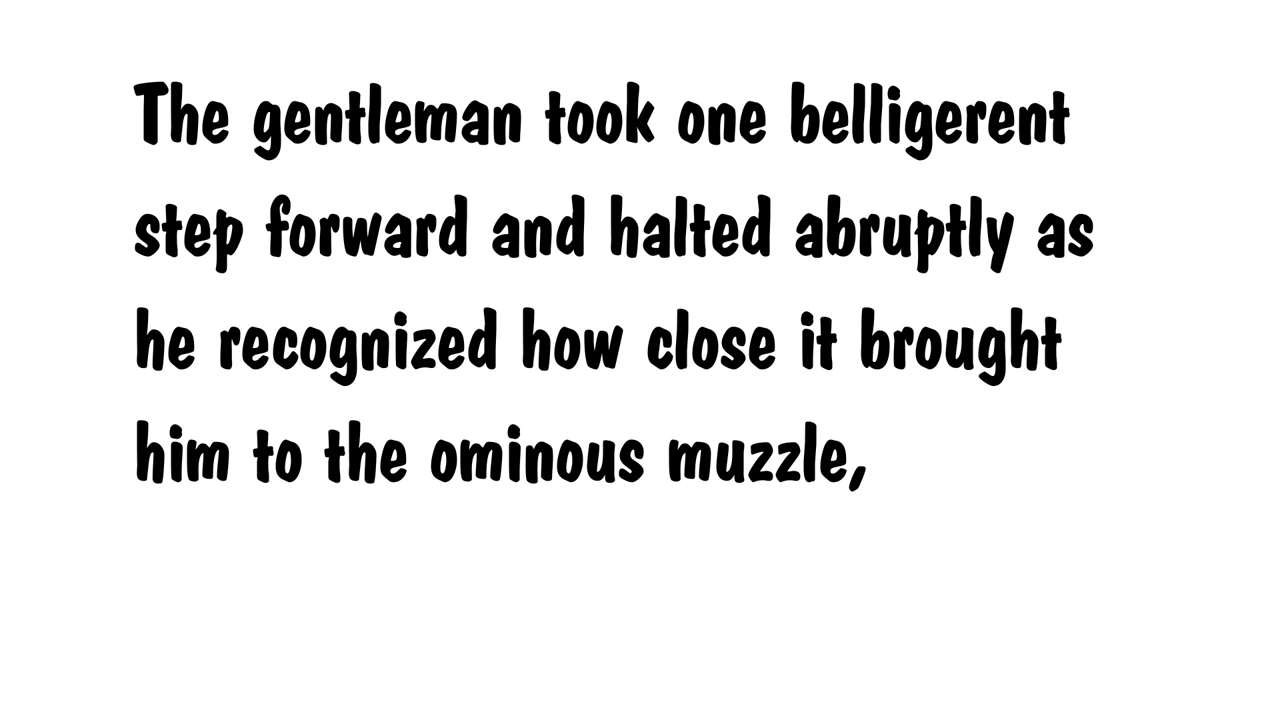 The gentleman took one belligerent
step forward and halted abruptly as
he recognized how close it brought
him to the ominous muzzle,